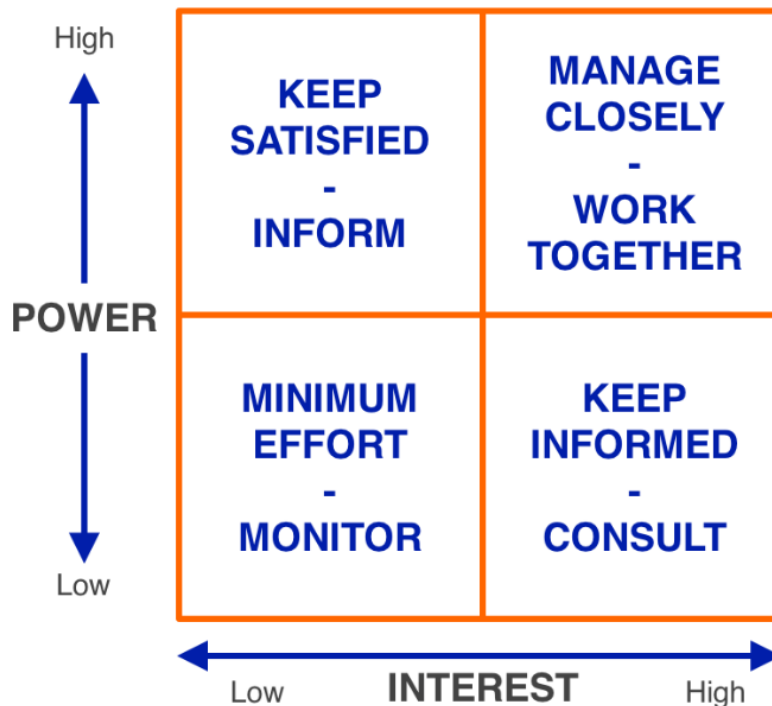 High
KEEP
SATISFIED
-
INFORM
MANAGE
CLOSELY
-
WORK
TOGETHER
POWER
MINIMUM
EFFORT
-
MONITOR
KEEP
INFORMED
-
CONSULT
Low
Low INTEREST High